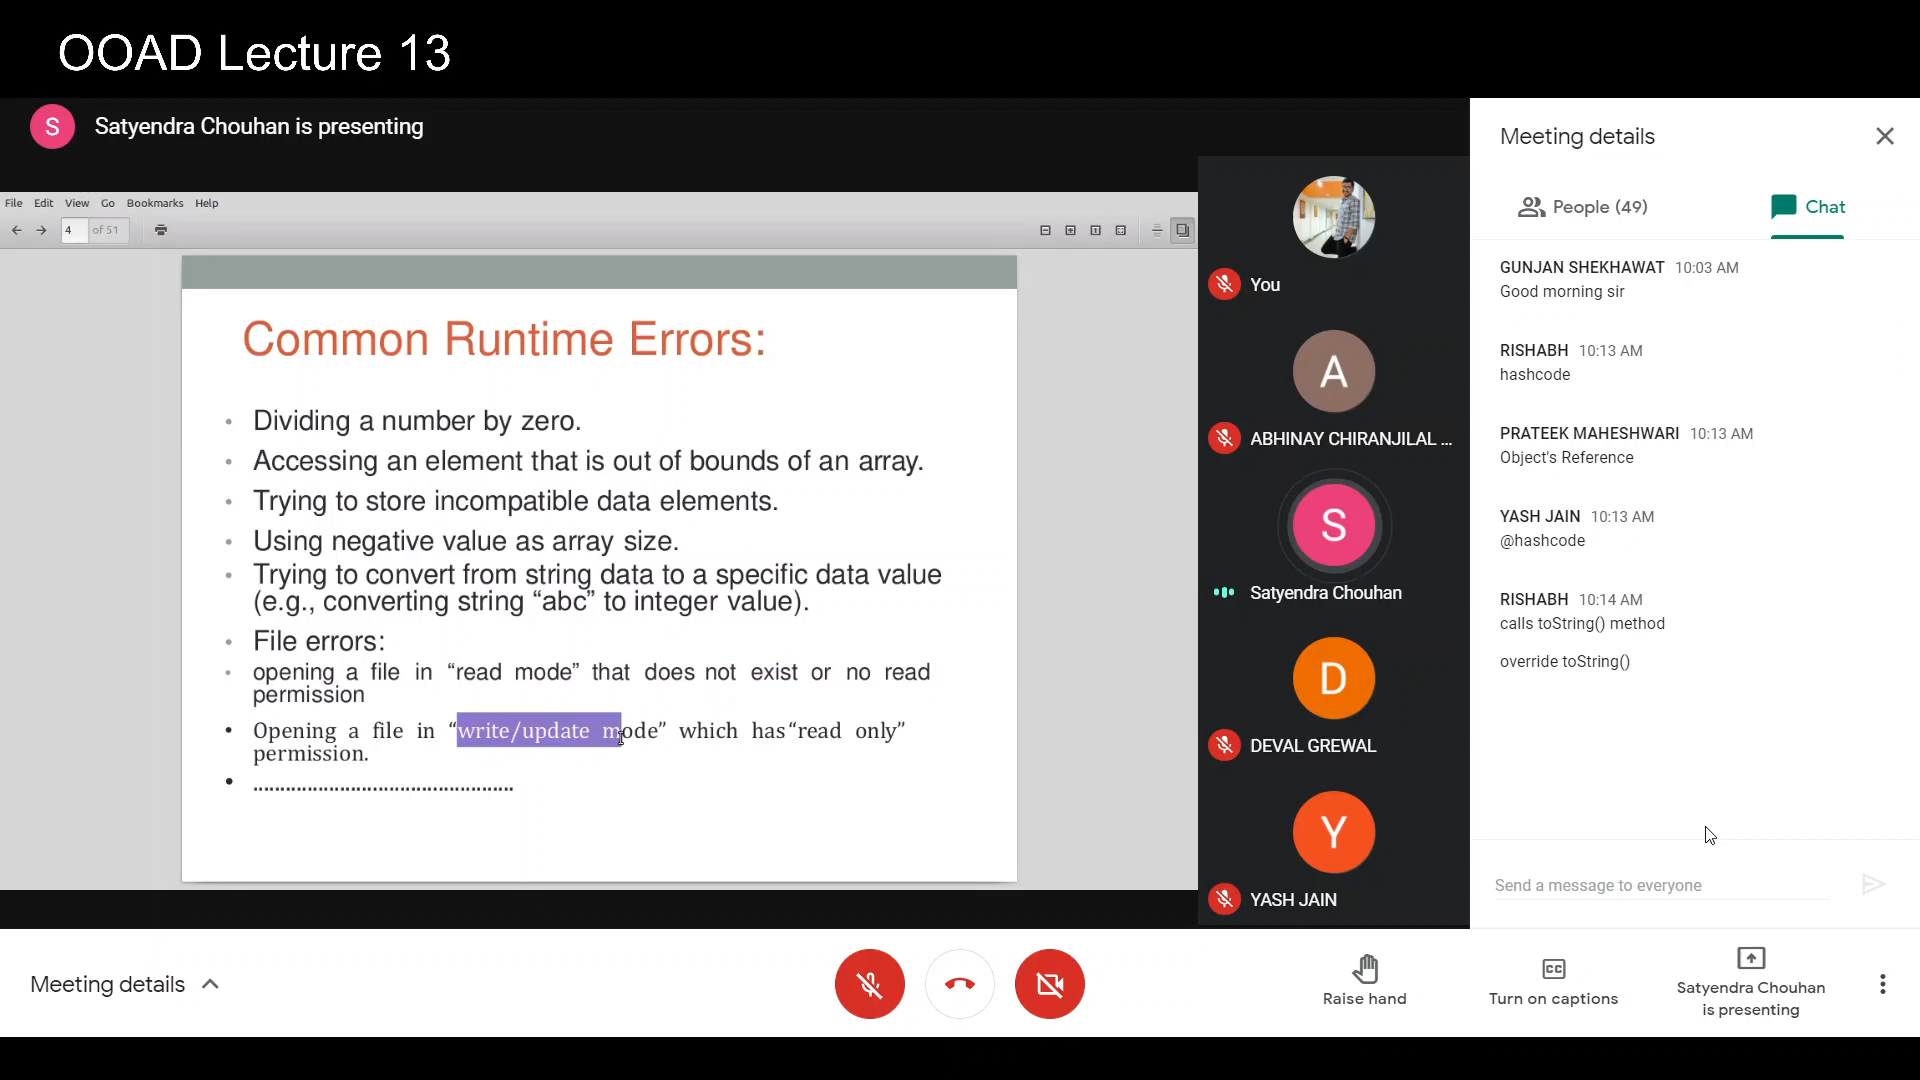 OOAD Lecture 13
S
Satyendra Chouhan is presenting
File Edit View Go Bookmarks Help
4 of 51
Common Runtime Errors:
• Dividing a number by zero.
• Accessing an element that is out of bounds of an array.
• Trying to store incompatible data elements.
• Using negative value as array size.
• Trying to convert from string data to a specific data value
(e.g., converting string “abc” to integer value).
• File errors:
• opening a file in “read mode” that does not exist or no read
permission
• Opening a file in “write/update mode” which has“read only”
permission.
• ................................................
You
A
ABHINAY CHIRANJILAL ...
S
Satyendra Chouhan
D
DEVAL GREWAL
Y
YASH JAIN
Meeting details
People (49)
Chat
GUNJAN SHEKHAWAT 10:03 AM
Good morning sir
RISHABH 10:13 AM
hashcode
PRATEEK MAHESHWARI 10:13 AM
Object's Reference
YASH JAIN 10:13 AM
@hashcode
RISHABH 10:14 AM
calls toString() method
override toString()
Send a message to everyone
Meeting details
Raise hand
CC
Turn on captions
Satyendra Chouhan
is presenting